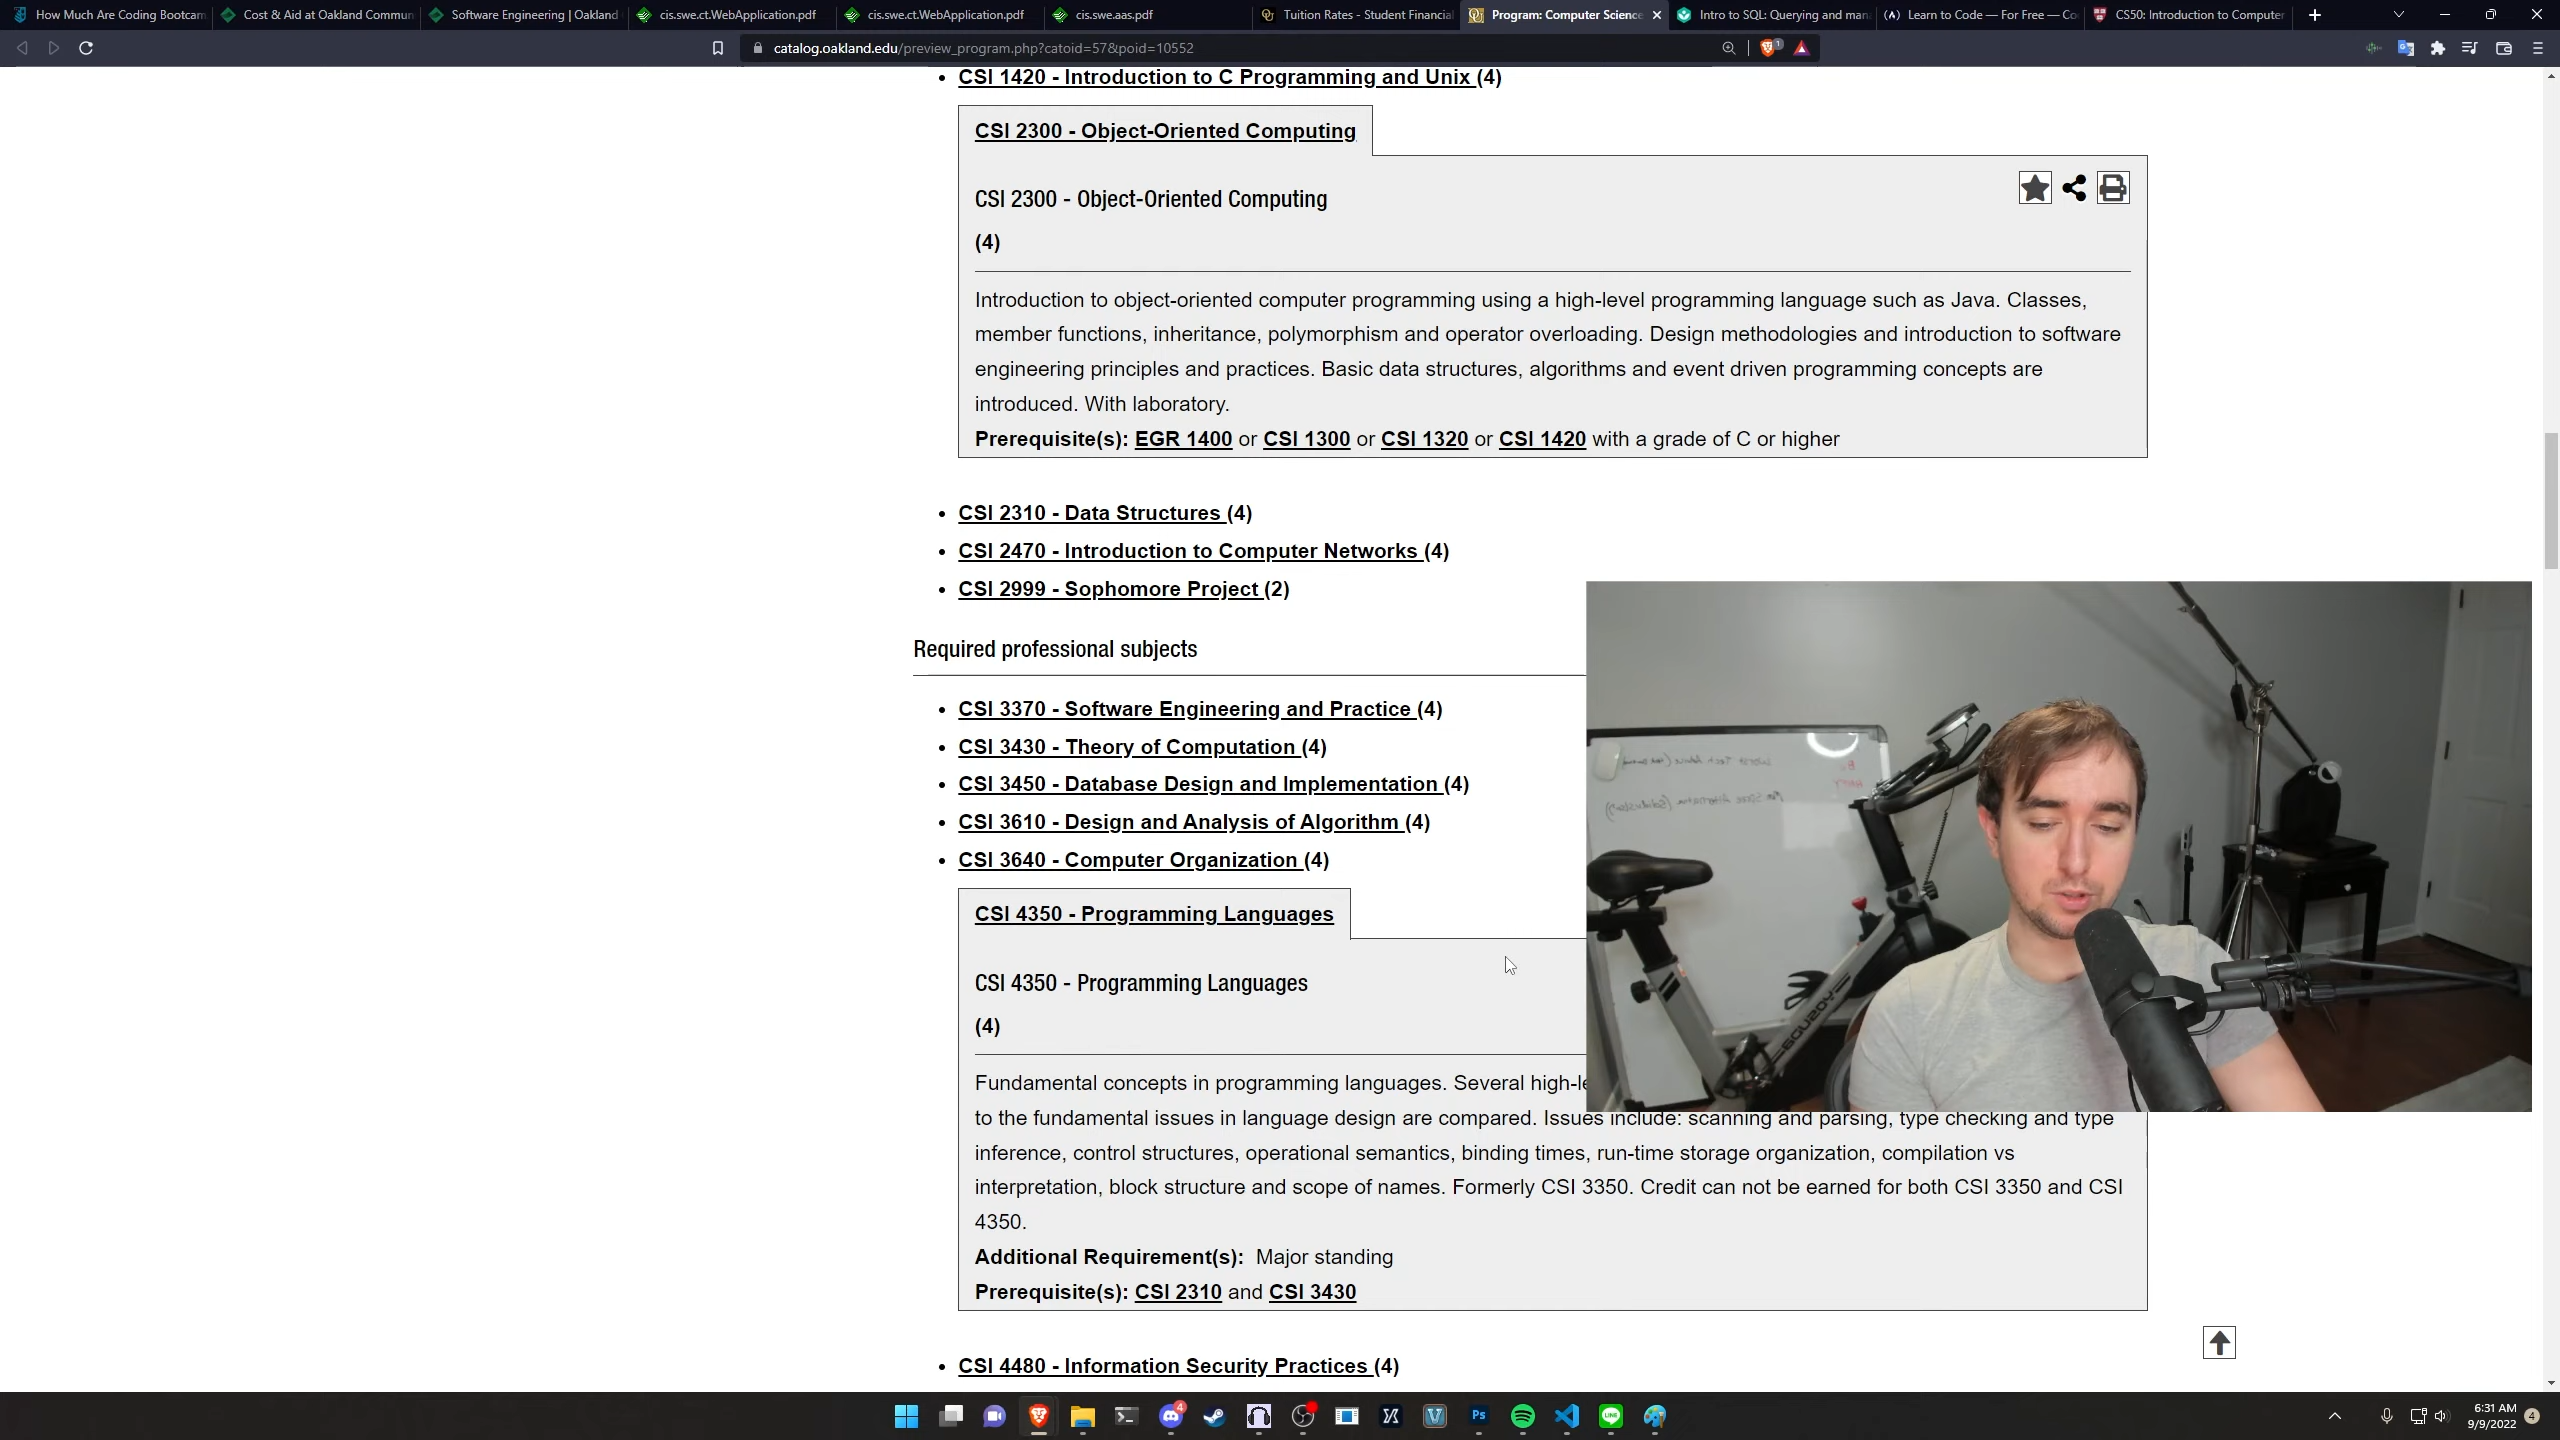 How Much Are Coding Bootcam
Cost & Aid at Oakland Commun
Software Engineering | Oakland
cis.swe.ct.WebApplication.pdf
cis.swe.ct.WebApplication.pdf
cis.swe.aas.pdf
Tuition Rates - Student Financial
Program: Computer Science
Intro to SQL: Querying and man
Learn to Code — For Free — Co
CS50: Introduction to Computer
catalog.oakland.edu/preview_program.php?catoid=57&poid=10552
• CSI 1420 - Introduction to C Programming and Unix (4)
CSI 2300 - Object-Oriented Computing
CSI 2300 - Object-Oriented Computing
(4)
Introduction to object-oriented computer programming using a high-level programming language such as Java. Classes,
member functions, inheritance, polymorphism and operator overloading. Design methodologies and introduction to software
engineering principles and practices. Basic data structures, algorithms and event driven programming concepts are
introduced. With laboratory.
Prerequisite(s): EGR 1400 or CSI 1300 or CSI 1320 or CSI 1420 with a grade of C or higher
• CSI 2310 - Data Structures (4)
• CSI 2470 - Introduction to Computer Networks (4)
• CSI 2999 - Sophomore Project (2)
Required professional subjects
• CSI 3370 - Software Engineering and Practice (4)
• CSI 3430 - Theory of Computation (4)
• CSI 3450 - Database Design and Implementation (4)
• CSI 3610 - Design and Analysis of Algorithm (4)
• CSI 3640 - Computer Organization (4)
CSI 4350 - Programming Languages
CSI 4350 - Programming Languages
(4)
Fundamental concepts in programming languages. Several high-le
to the fundamental issues in language design are compared. Issues include: scanning and parsing, type checking and type
inference, control structures, operational semantics, binding times, run-time storage organization, compilation vs
interpretation, block structure and scope of names. Formerly CSI 3350. Credit can not be earned for both CSI 3350 and CSI
4350.
Additional Requirement(s): Major standing
Prerequisite(s): CSI 2310 and CSI 3430
• CSI 4480 - Information Security Practices (4)
YOSUDA
4
Ps
LINE
6:31 AM
9/9/2022
4